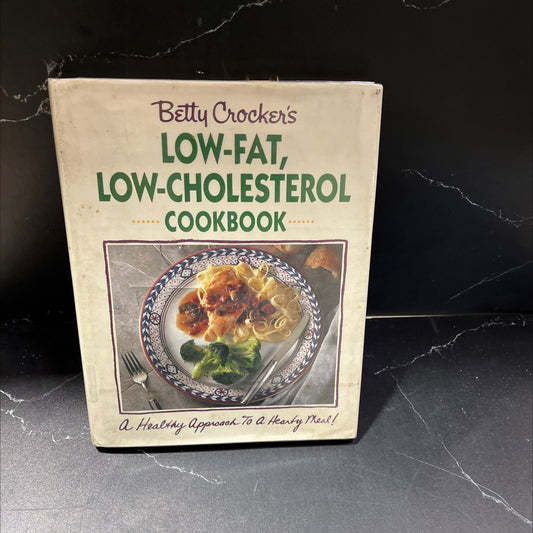 Betty Crocker's
LOW-FAT,
LOW-CHOLESTEROL
COOKBOOK
A Healthy Approach To A Hearty Meal!